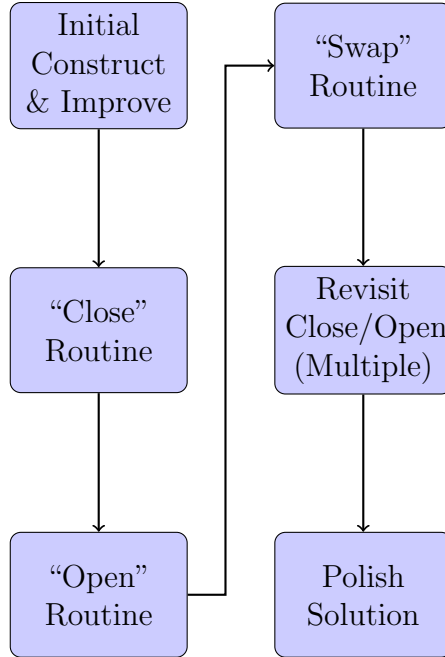 Initial
Construct
& Improve
“Close”
Routine
“Open”
Routine
“Swap”
Routine
Revisit
Close/Open
(Multiple)
Polish
Solution